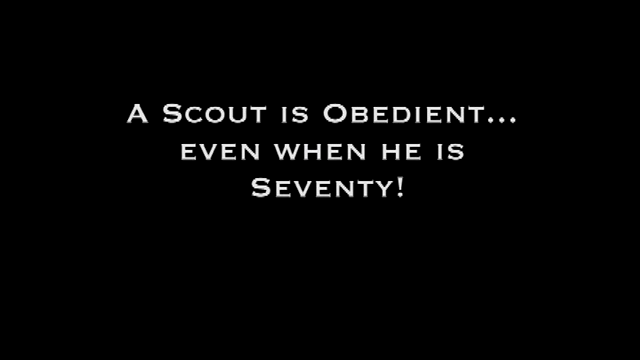 A Scout is Obedient...
even when he is
Seventy!